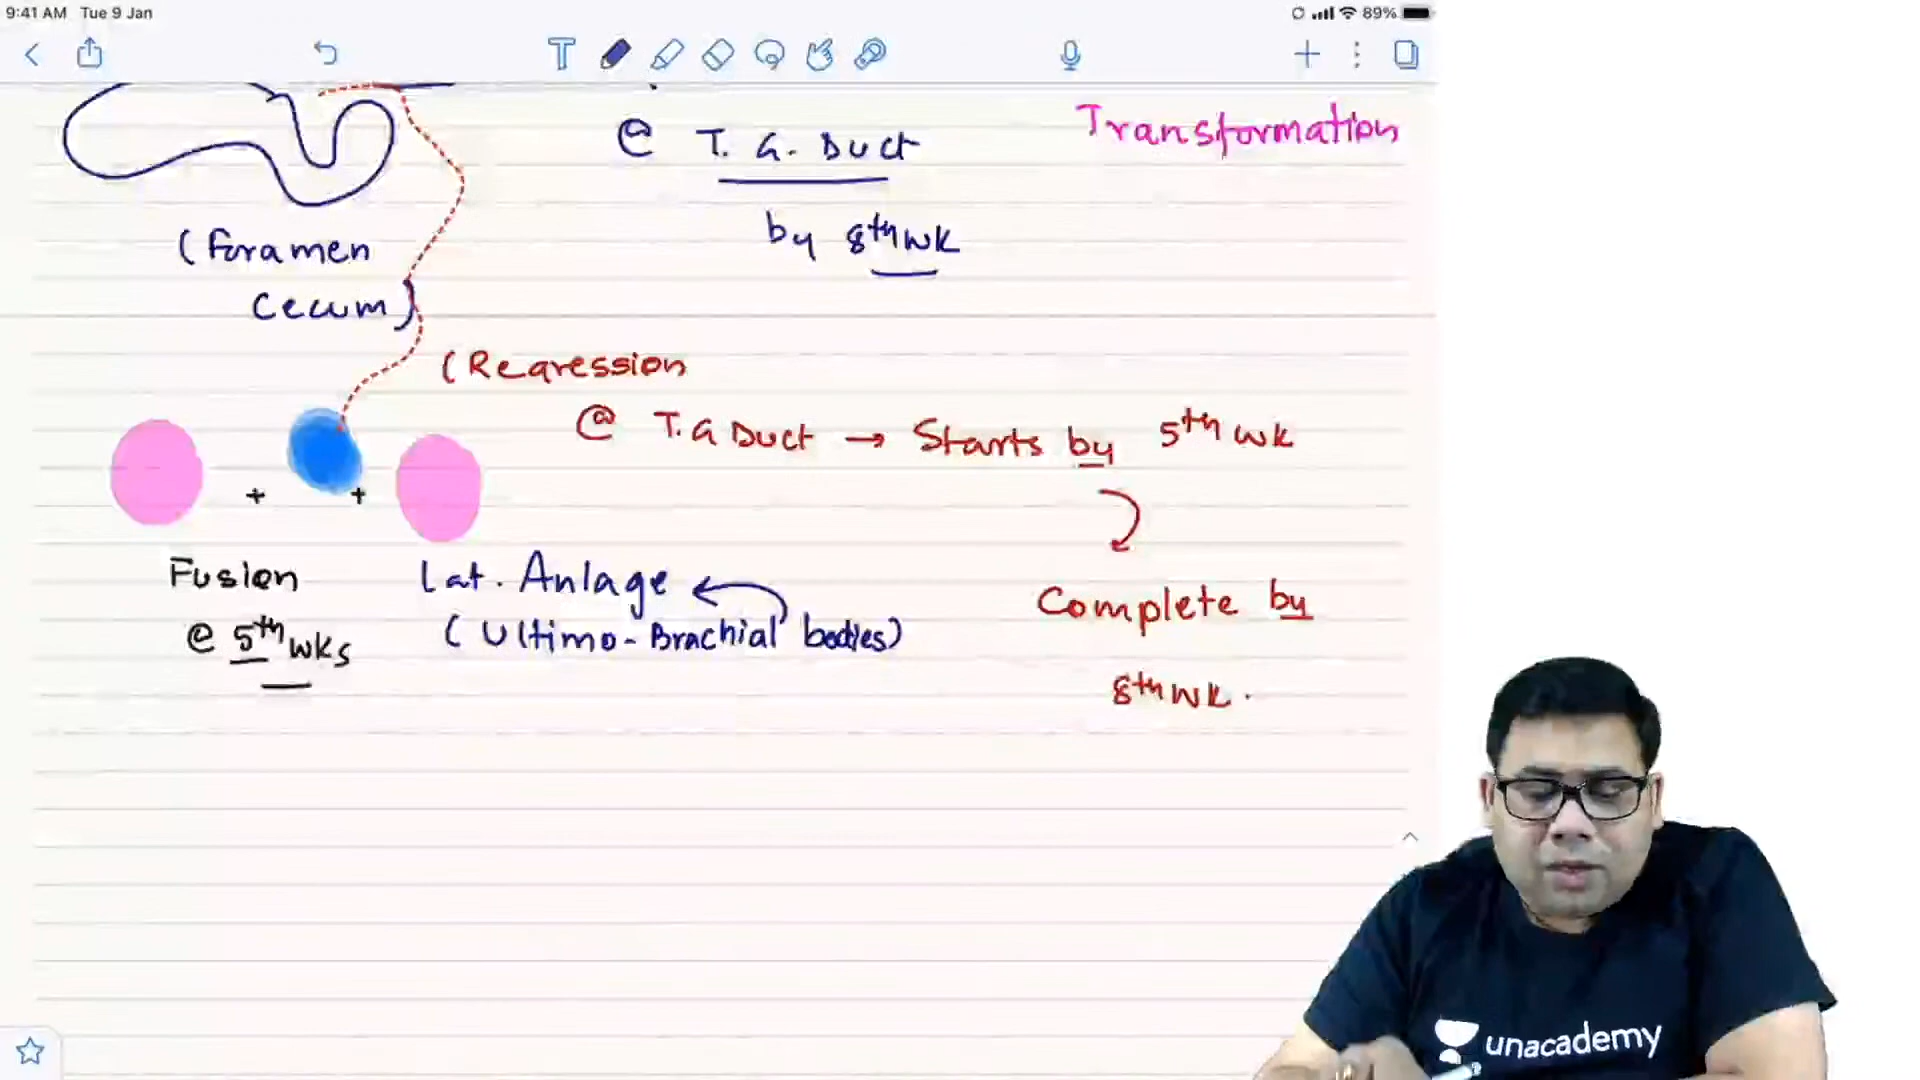 9:41 AM Tue 9 Jan
89%
T
@ T. G. Duct
Transformation
by 8th wk
(Foramen
Cecum)
(Regression
@ T.G Duct → Starts by 5th wk
+ +
Fusion
@ 5th wks
Lat. Anlage
(Ultimo-Brachial bodies)
Complete by
8th wk.
unacademy